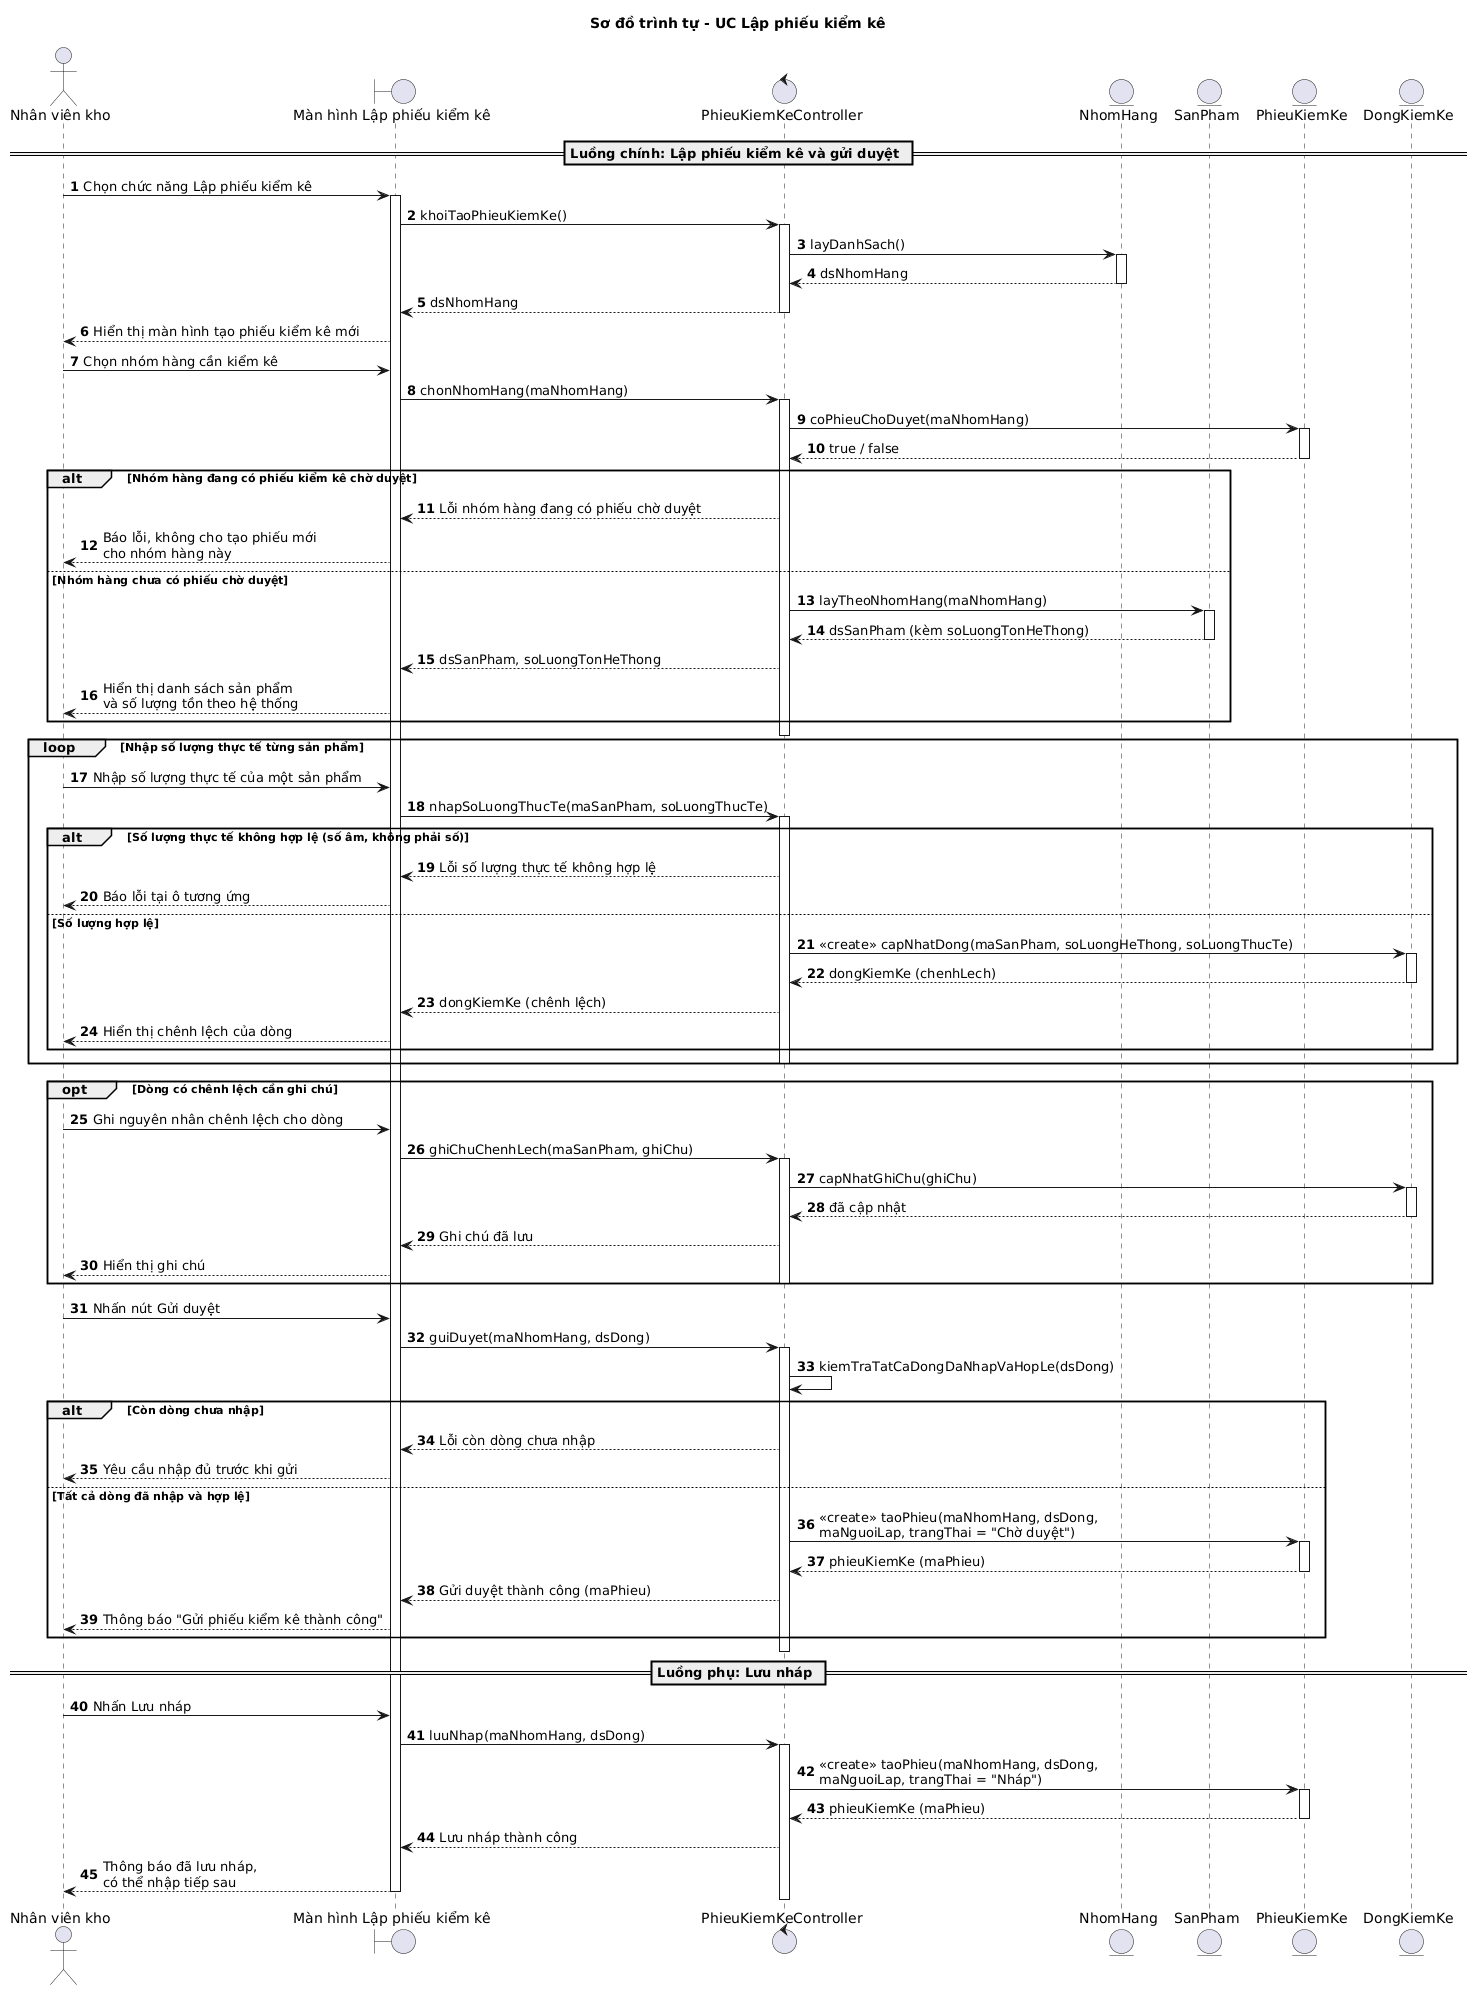 Sơ đồ trình tự - UC Lập phiếu kiểm kê
Nhân viên kho
Màn hình Lập phiếu kiểm kê
PhieuKiemKeController
NhomHang
SanPham
PhieuKiemKe
DongKiemKe
Luồng chính: Lập phiếu kiểm kê và gửi duyệt
1 Chọn chức năng Lập phiếu kiểm kê
2 khoiTaoPhieuKiemKe()
3 layDanhSach()
4 dsNhomHang
5 dsNhomHang
6 Hiển thị màn hình tạo phiếu kiểm kê mới
7 Chọn nhóm hàng cần kiểm kê
8 chonNhomHang(maNhomHang)
9 coPhieuChoDuyet(maNhomHang)
10 true / false
alt [Nhóm hàng đang có phiếu kiểm kê chờ duyệt]
11 Lỗi nhóm hàng đang có phiếu chờ duyệt
12 Báo lỗi, không cho tạo phiếu mới
cho nhóm hàng này
[Nhóm hàng chưa có phiếu chờ duyệt]
13 layTheoNhomHang(maNhomHang)
14 dsSanPham (kèm soLuongTonHeThong)
15 dsSanPham, soLuongTonHeThong
16 Hiển thị danh sách sản phẩm
và số lượng tồn theo hệ thống
loop [Nhập số lượng thực tế từng sản phẩm]
17 Nhập số lượng thực tế của một sản phẩm
18 nhapSoLuongThucTe(maSanPham, soLuongThucTe)
alt [Số lượng thực tế không hợp lệ (số âm, không phải số)]
19 Lỗi số lượng thực tế không hợp lệ
20 Báo lỗi tại ô tương ứng
[Số lượng hợp lệ]
21 «create» capNhatDong(maSanPham, soLuongHeThong, soLuongThucTe)
22 dongKiemKe (chenhLech)
23 dongKiemKe (chênh lệch)
24 Hiển thị chênh lệch của dòng
opt [Dòng có chênh lệch cần ghi chú]
25 Ghi nguyên nhân chênh lệch cho dòng
26 ghiChuChenhLech(maSanPham, ghiChu)
27 capNhatGhiChu(ghiChu)
28 đã cập nhật
29 Ghi chú đã lưu
30 Hiển thị ghi chú
31 Nhấn nút Gửi duyệt
32 guiDuyet(maNhomHang, dsDong)
33 kiemTraTatCaDongDaNhapVaHopLe(dsDong)
alt [Còn dòng chưa nhập]
34 Lỗi còn dòng chưa nhập
35 Yêu cầu nhập đủ trước khi gửi
[Tất cả dòng đã nhập và hợp lệ]
36 «create» taoPhieu(maNhomHang, dsDong,
maNguoiLap, trangThai = "Chờ duyệt")
37 phieuKiemKe (maPhieu)
38 Gửi duyệt thành công (maPhieu)
39 Thông báo "Gửi phiếu kiểm kê thành công"
Luồng phụ: Lưu nháp
40 Nhấn Lưu nháp
41 luuNhap(maNhomHang, dsDong)
42 «create» taoPhieu(maNhomHang, dsDong,
maNguoiLap, trangThai = "Nháp")
43 phieuKiemKe (maPhieu)
44 Lưu nháp thành công
45 Thông báo đã lưu nháp,
có thể nhập tiếp sau
Nhân viên kho
Màn hình Lập phiếu kiểm kê
PhieuKiemKeController
NhomHang
SanPham
PhieuKiemKe
DongKiemKe